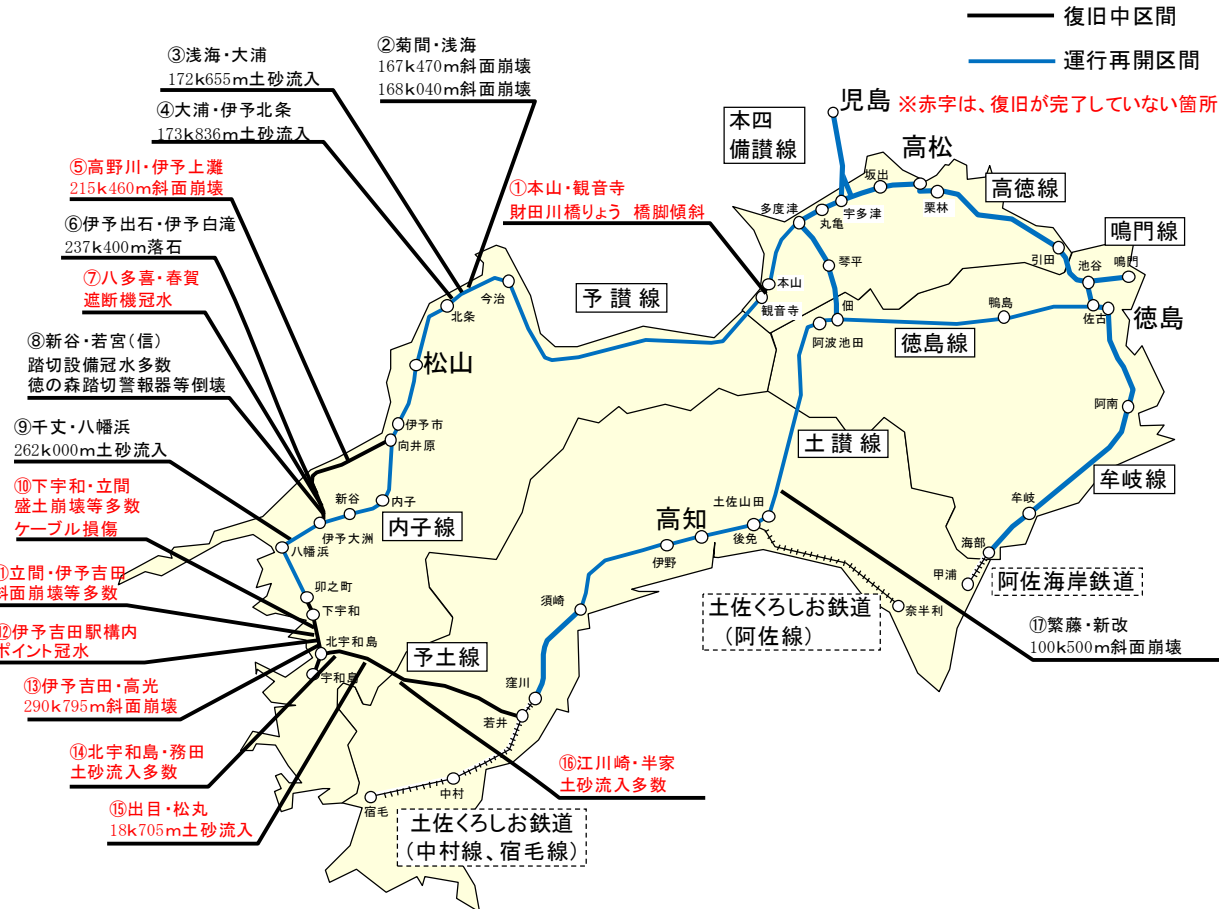 復旧中区間
運行再開区間
※赤字は、復旧が完了していない箇所
③浅海・大浦
172k655m土砂流入
②菊間・浅海
167k470m斜面崩壊
168k040m斜面崩壊
④大浦・伊予北条
173k836m土砂流入
⑤高野川・伊予上灘
215k460m斜面崩壊
⑥伊予出石・伊予白滝
237k400m落石
⑦八多喜・春賀
遮断機冠水
⑧新谷・若宮(信)
踏切設備冠水多数
徳の森踏切警報器等倒壊
⑨千丈・八幡浜
262k000m土砂流入
⑩下宇和・立間
盛土崩壊等多数
ケーブル損傷
⑪立間・伊予吉田
斜面崩壊等多数
⑫伊予吉田駅構内
ポイント冠水
⑬伊予吉田・高光
290k795m斜面崩壊
⑭北宇和島・務田
土砂流入多数
⑮出目・松丸
18k705m土砂流入
⑯江川崎・半家
土砂流入多数
⑰繁藤・新改
100k500m斜面崩壊
①本山・観音寺
財田川橋りょう 橋脚傾斜
本四
備讃線
児島
高松
坂出
高徳線
多度津
丸亀
宇多津
栗林
鳴門線
引田
池谷
鳴門
琴平
本山
観音寺
予讃線
今治
北条
佃
鴨島
佐古
徳島
阿波池田
徳島線
松山
阿南
伊予市
向井原
土讃線
牟岐線
新谷
内子
内子線
伊予大洲
八幡浜
土佐山田
高知
後免
伊野
牟岐
海部
甲浦
阿佐海岸鉄道
卯之町
下宇和
須崎
土佐くろしお鉄道
(阿佐線)
奈半利
北宇和島
予土線
宇和島
窪川
若井
中村
宿毛
土佐くろしお鉄道
(中村線、宿毛線)